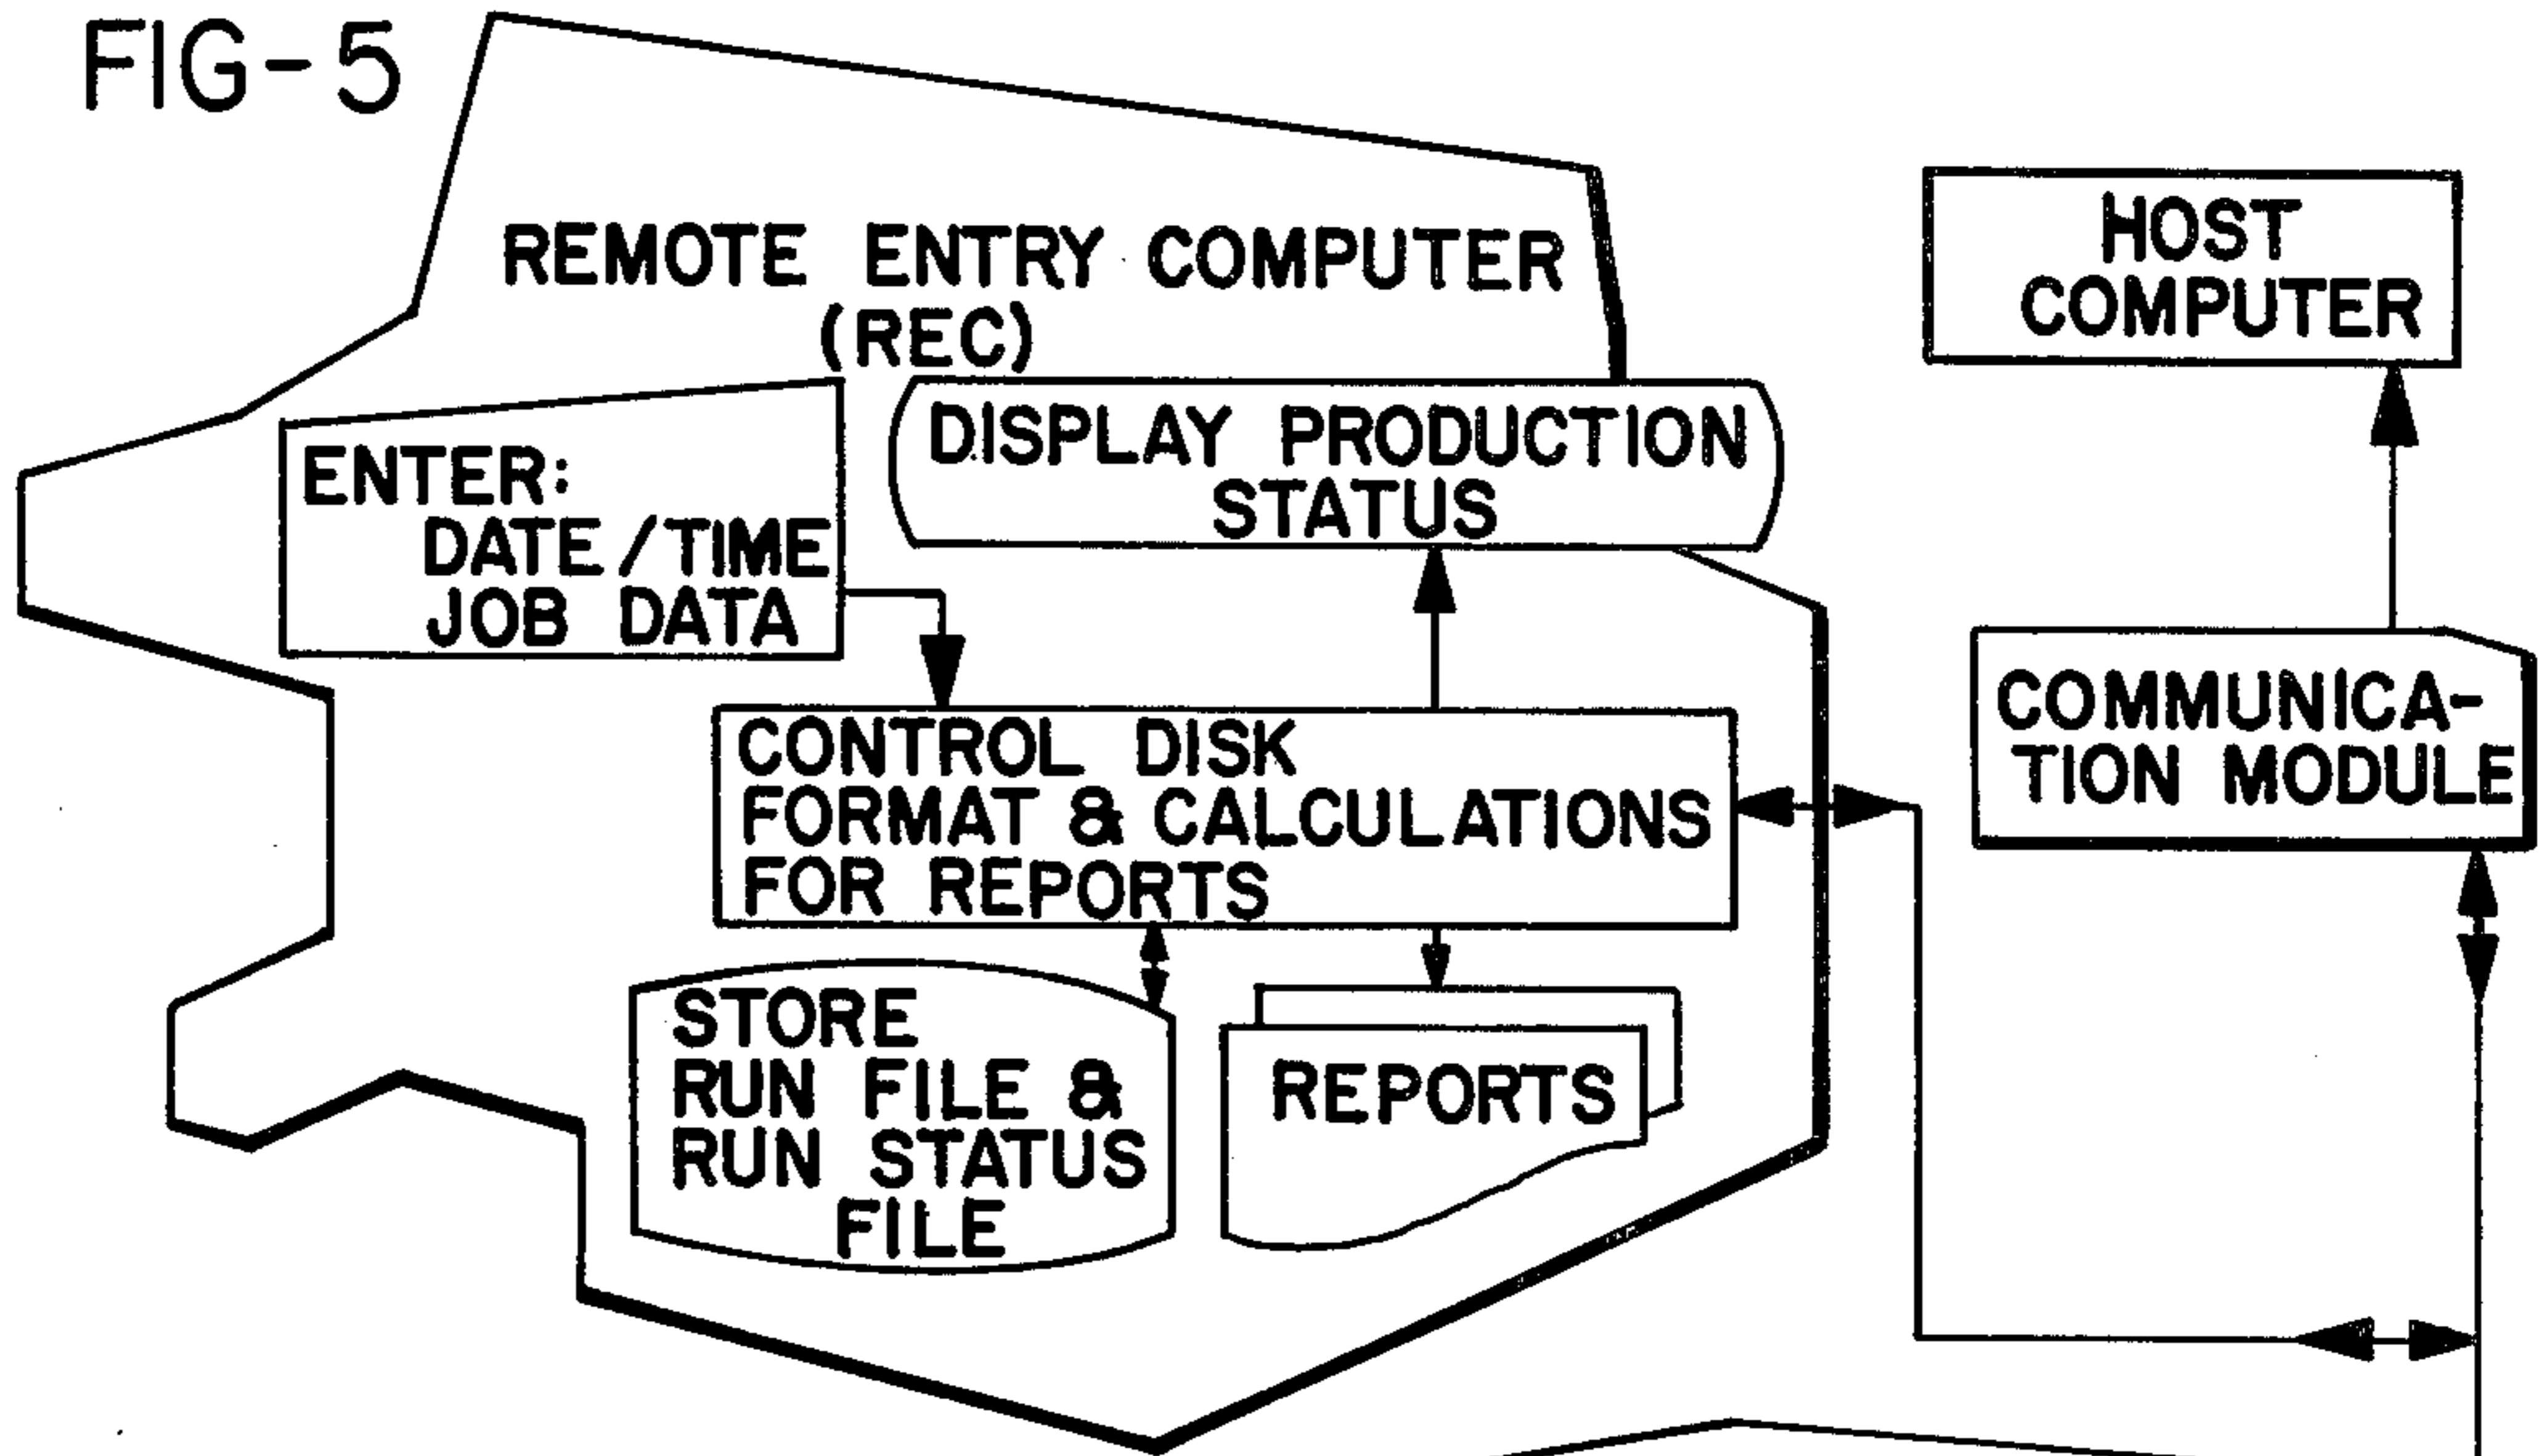 FIG-5
REMOTE ENTRY COMPUTER
(REC)
HOST
COMPUTER
ENTER:
DATE/TIME
JOB DATA
DISPLAY PRODUCTION
STATUS
COMMUNICA-
TION MODULE
CONTROL DISK
FORMAT & CALCULATIONS
FOR REPORTS
STORE
RUN FILE &
RUN STATUS
FILE
REPORTS